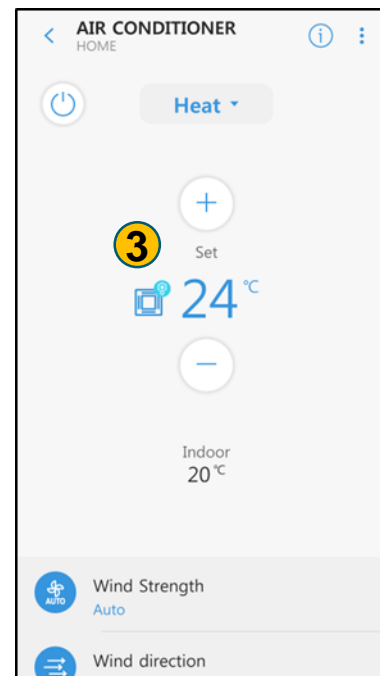 AIR CONDITIONER
HOME
Heat
3
Set
24 ℃
Indoor
20 ℃
AUTO
Wind Strength
Auto
Wind direction